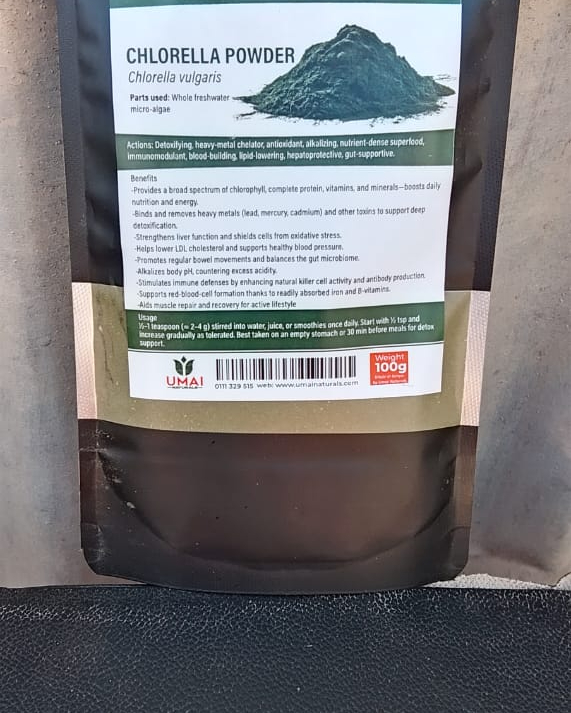 CHLORELLA POWDER
Chlorella vulgaris
Parts used: Whole freshwater
micro-algae
Actions: Detoxifying, heavy-metal chelator, antioxidant, alkalizing, nutrient-dense superfood,
immunomodulant, blood-building, lipid-lowering, hepatoprotective, gut-supportive.
Benefits
-Provides a broad spectrum of chlorophyll, complete protein, vitamins, and minerals—boosts daily
nutrition and energy.
-Binds and removes heavy metals (lead, mercury, cadmium) and other toxins to support deep
detoxification.
-Strengthens liver function and shields cells from oxidative stress.
-Helps lower LDL cholesterol and supports healthy blood pressure.
-Promotes regular bowel movements and balances the gut microbiome.
-Alkalizes body pH, countering excess acidity.
-Stimulates immune defenses by enhancing natural killer cell activity and antibody production.
-Supports red-blood-cell formation thanks to readily absorbed iron and B-vitamins.
-Aids muscle repair and recovery for active lifestyle
Usage
½-1 teaspoon (≈ 2-4 g) stirred into water, juice, or smoothies once daily. Start with ½ tsp and
increase gradually as tolerated. Best taken on an empty stomach or 30 min before meals for detox
support.
UMAI
NATURALS
0111 329 515 web: www.umainaturals.com
Weight
100g